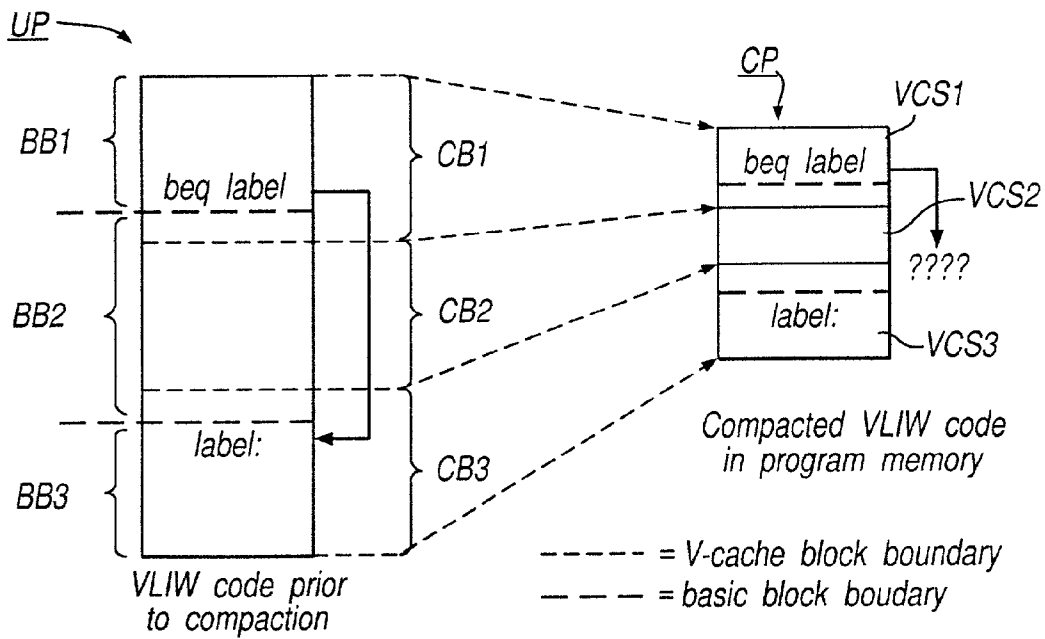 UP
CP
VCS1
BB1
CB1
beq label
beq label
VCS2
????
BB2
CB2
label:
VCS3
label:
BB3
CB3
Compacted VLIW code
in program memory
VLIW code prior
to compaction
= V-cache block boundary
= basic block boudary